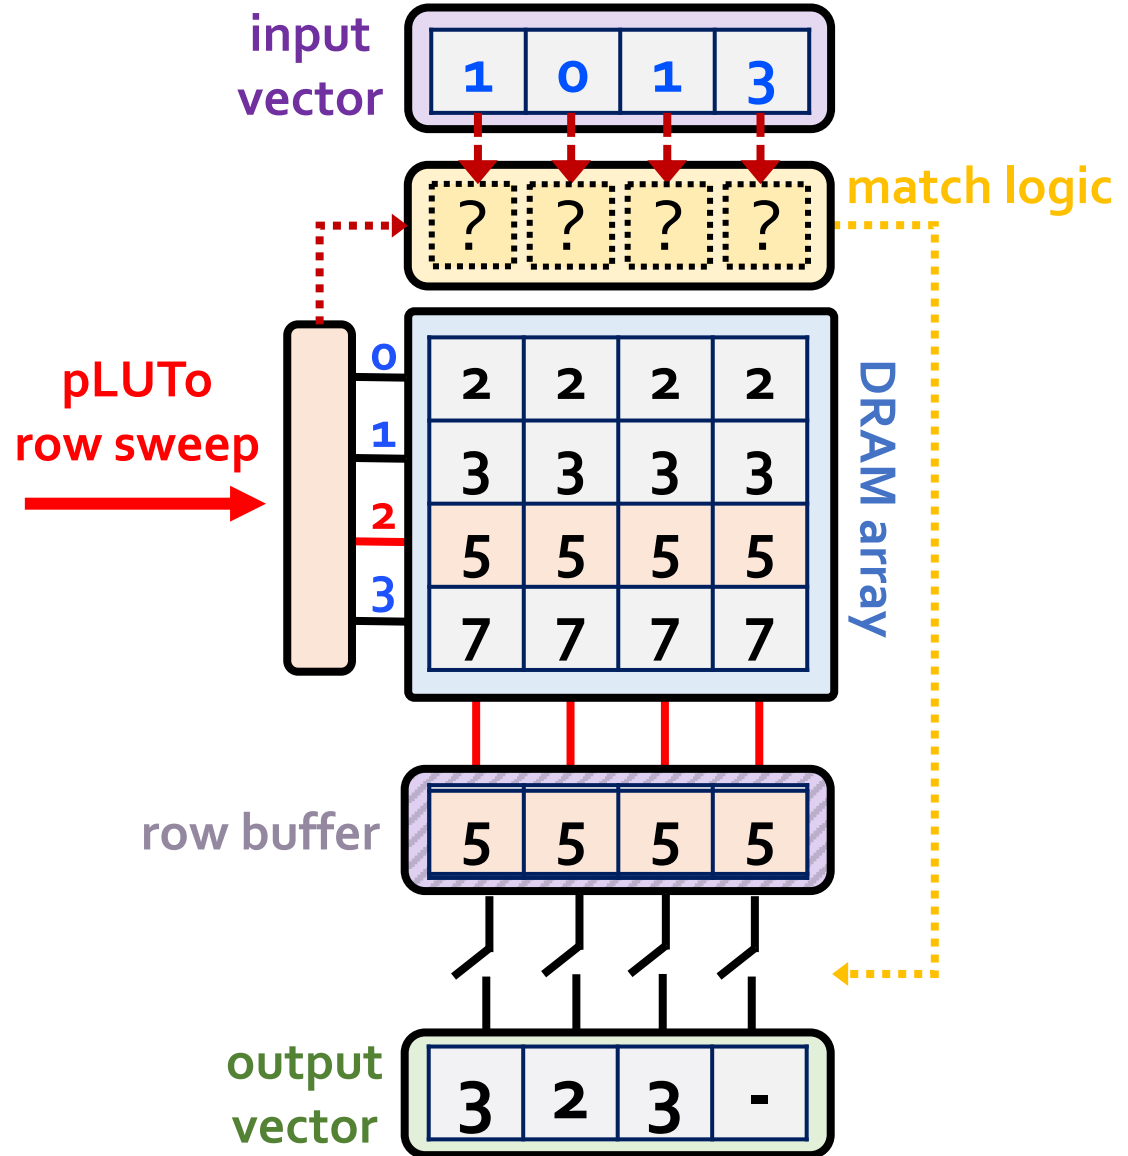 input
vector
1 0 1 3
match logic
? ? ? ?
pLUTo
row sweep
0
2 2 2 2
1
3 3 3 3
2
5 5 5 5
3
7 7 7 7
DRAM array
row buffer
5 5 5 5
output
vector
3 2 3 -